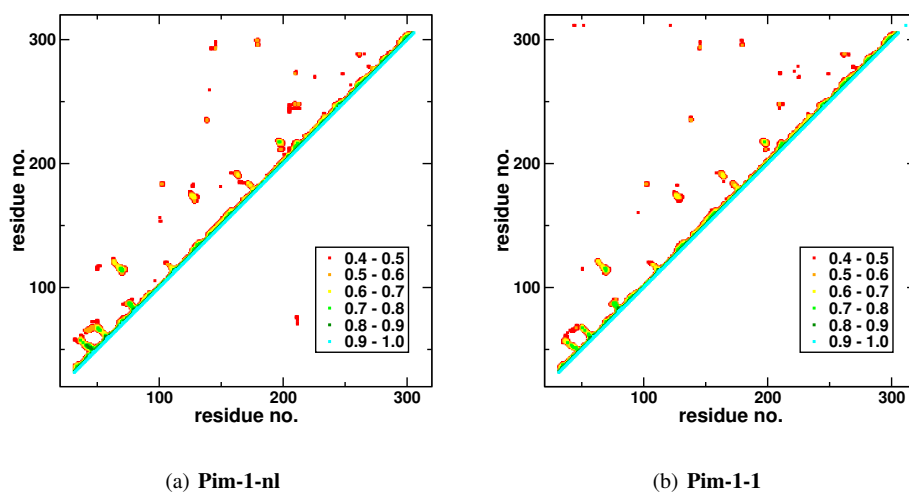 300
200
100
residue no.
100
200
300
residue no.
0.4 - 0.5
0.5 - 0.6
0.6 - 0.7
0.7 - 0.8
0.8 - 0.9
0.9 - 1.0
(a) Pim-1-nl
300
200
100
residue no.
100
200
300
residue no.
0.4 - 0.5
0.5 - 0.6
0.6 - 0.7
0.7 - 0.8
0.8 - 0.9
0.9 - 1.0
(b) Pim-1-1